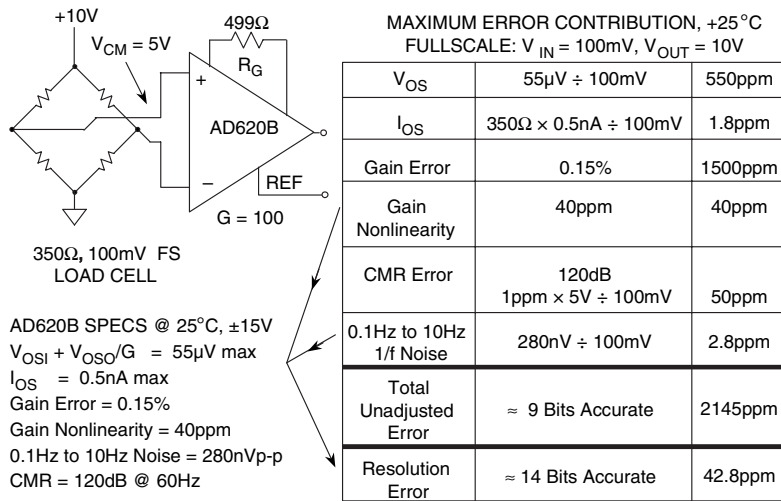 +10V
V_CM = 5V
499Ω
R_G
+
AD620B
−
REF
G = 100
350Ω, 100mV FS
LOAD CELL
AD620B SPECS @ 25°C, ±15V
V_OSI + V_OSO/G = 55µV max
I_OS = 0.5nA max
Gain Error = 0.15%
Gain Nonlinearity = 40ppm
0.1Hz to 10Hz Noise = 280nVp-p
CMR = 120dB @ 60Hz
MAXIMUM ERROR CONTRIBUTION, +25°C
FULLSCALE: V_IN = 100mV, V_OUT = 10V
V_OS 55µV ÷ 100mV 550ppm
I_OS 350Ω × 0.5nA ÷ 100mV 1.8ppm
Gain Error 0.15% 1500ppm
Gain 40ppm 40ppm
Nonlinearity
CMR Error 120dB
1ppm × 5V ÷ 100mV 50ppm
0.1Hz to 10Hz
1/f Noise 280nV ÷ 100mV 2.8ppm
Total
Unadjusted ≈ 9 Bits Accurate 2145ppm
Error
Resolution ≈ 14 Bits Accurate 42.8ppm
Error